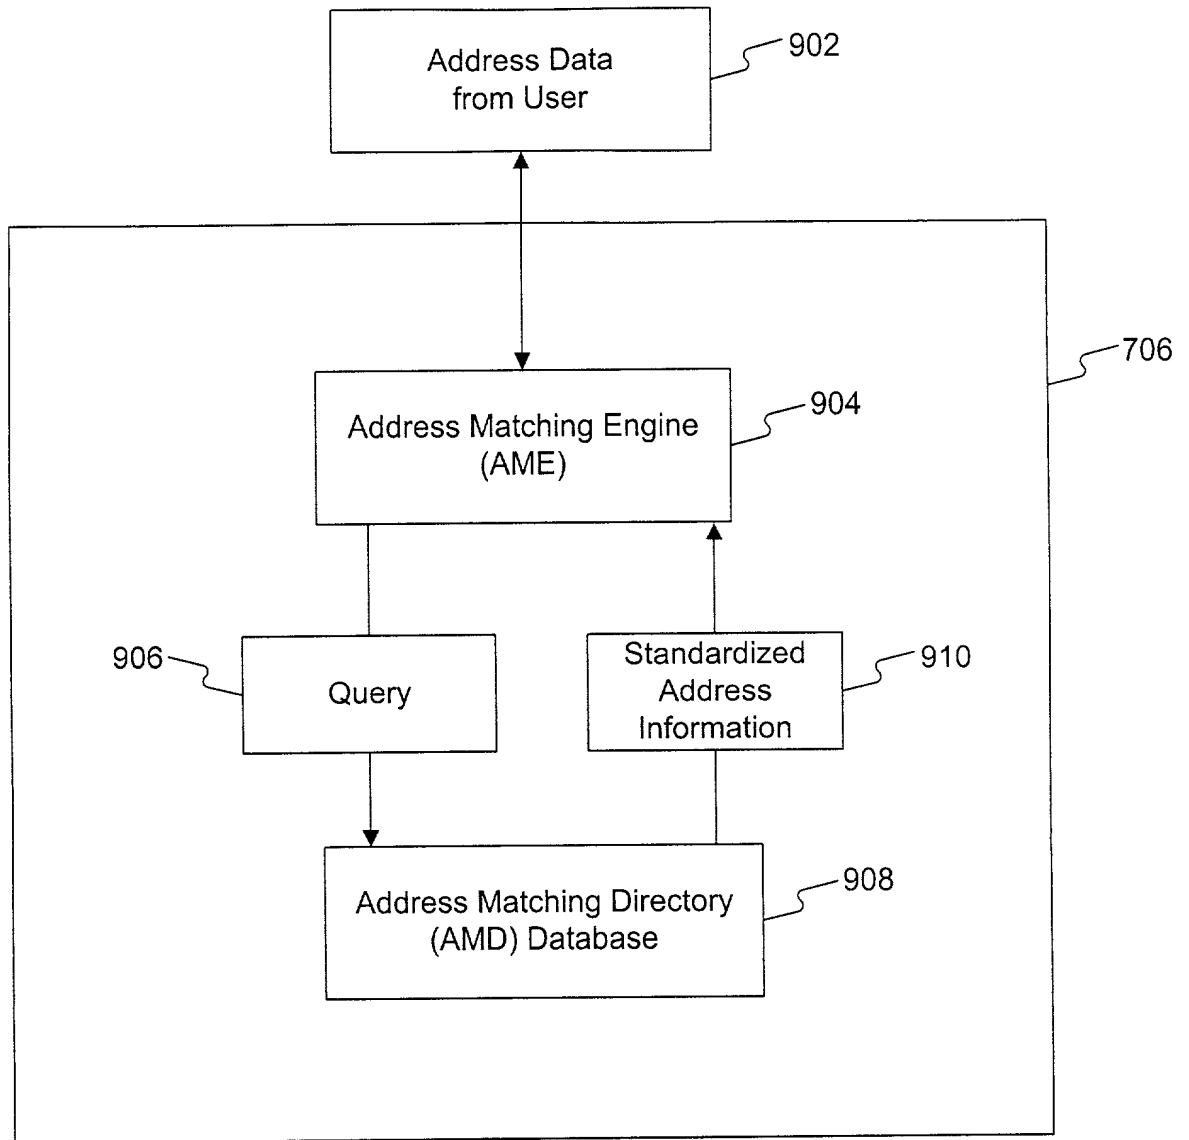 Address Data
from User
902
706
Address Matching Engine
(AME)
904
906
Query
Standardized
Address
Information
910
Address Matching Directory
(AMD) Database
908